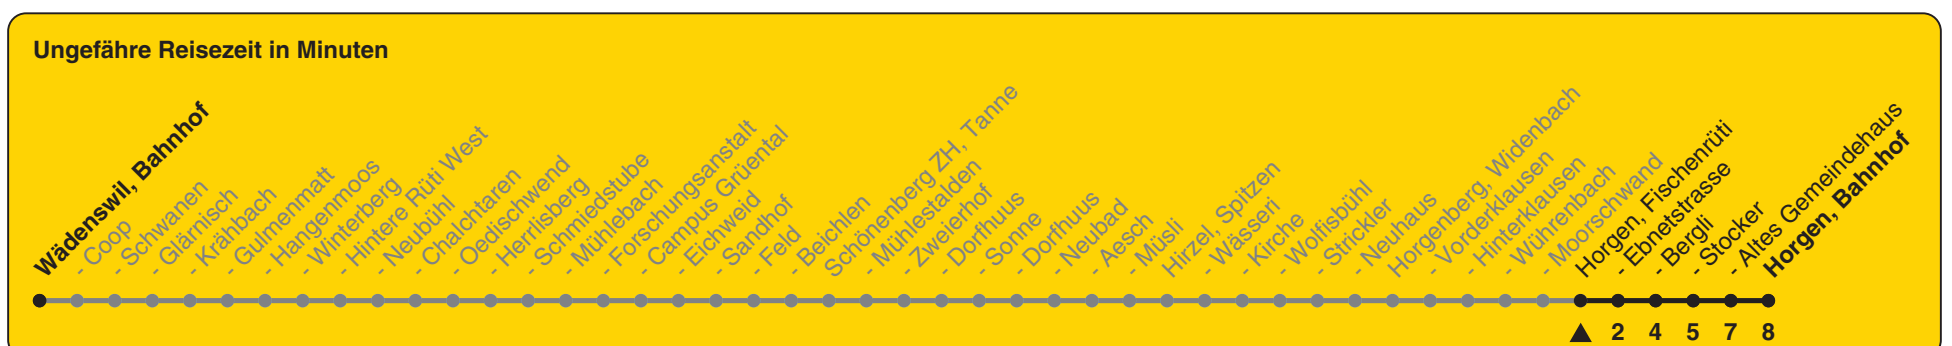 Ungefähre Reisezeit in Minuten
Wädenswil, Bahnhof
- Coop
- Schwanen
- Glärnisch
- Krähbach
- Gulmenmatt
- Hangenmoos
- Winterberg
- Hintere Rüti West
- Neubühl
- Chalchtaren
- Oedischwend
- Herrlisberg
- Schmiedstube
- Mühlebach
- Forschungsanstalt
- Campus Grüental
- Eichweid
- Sandhof
- Feld
- Beichlen
Schönenberg ZH, Tanne
- Mühlestalden
- Zweierhof
- Dorfhuus
- Sonne
- Dorfhuus
- Neubad
- Aesch
- Müsli
Hirzel, Spitzen
- Wässeri
- Kirche
- Wolfisbühl
- Strickler
- Neuhaus
Horgenberg, Widenbach
- Vorderklausen
- Hinterklausen
- Wührenbach
- Moorschwand
Horgen, Fischenrüti
- Ebnetstrasse
- Bergli
- Stocker
- Altes Gemeindehaus
Horgen, Bahnhof
2 4 5 7 8